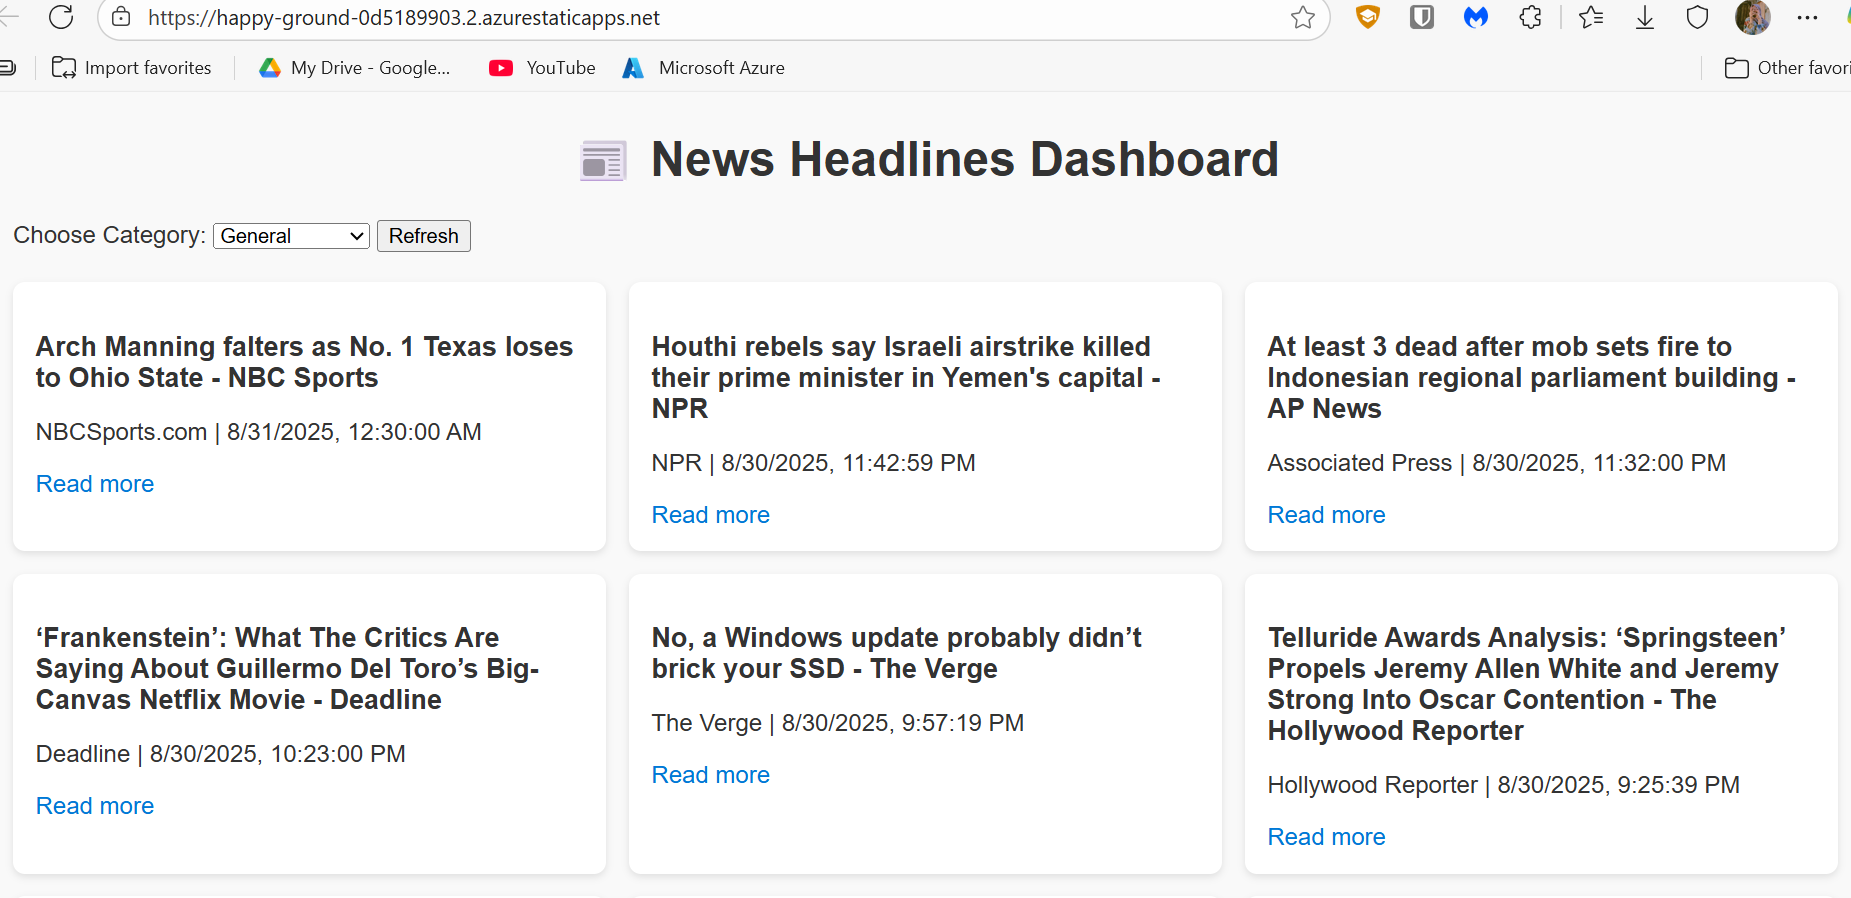 https://happy-ground-0d5189903.2.azurestaticapps.net
Import favorites
My Drive - Google...
YouTube
Microsoft Azure
Other favori
News Headlines Dashboard
Choose Category: General Refresh
Arch Manning falters as No. 1 Texas loses
to Ohio State - NBC Sports
NBCSports.com | 8/31/2025, 12:30:00 AM
Read more
Houthi rebels say Israeli airstrike killed
their prime minister in Yemen's capital -
NPR
NPR | 8/30/2025, 11:42:59 PM
Read more
At least 3 dead after mob sets fire to
Indonesian regional parliament building -
AP News
Associated Press | 8/30/2025, 11:32:00 PM
Read more
‘Frankenstein’: What The Critics Are
Saying About Guillermo Del Toro’s Big-
Canvas Netflix Movie - Deadline
Deadline | 8/30/2025, 10:23:00 PM
Read more
No, a Windows update probably didn’t
brick your SSD - The Verge
The Verge | 8/30/2025, 9:57:19 PM
Read more
Telluride Awards Analysis: ‘Springsteen’
Propels Jeremy Allen White and Jeremy
Strong Into Oscar Contention - The
Hollywood Reporter
Hollywood Reporter | 8/30/2025, 9:25:39 PM
Read more